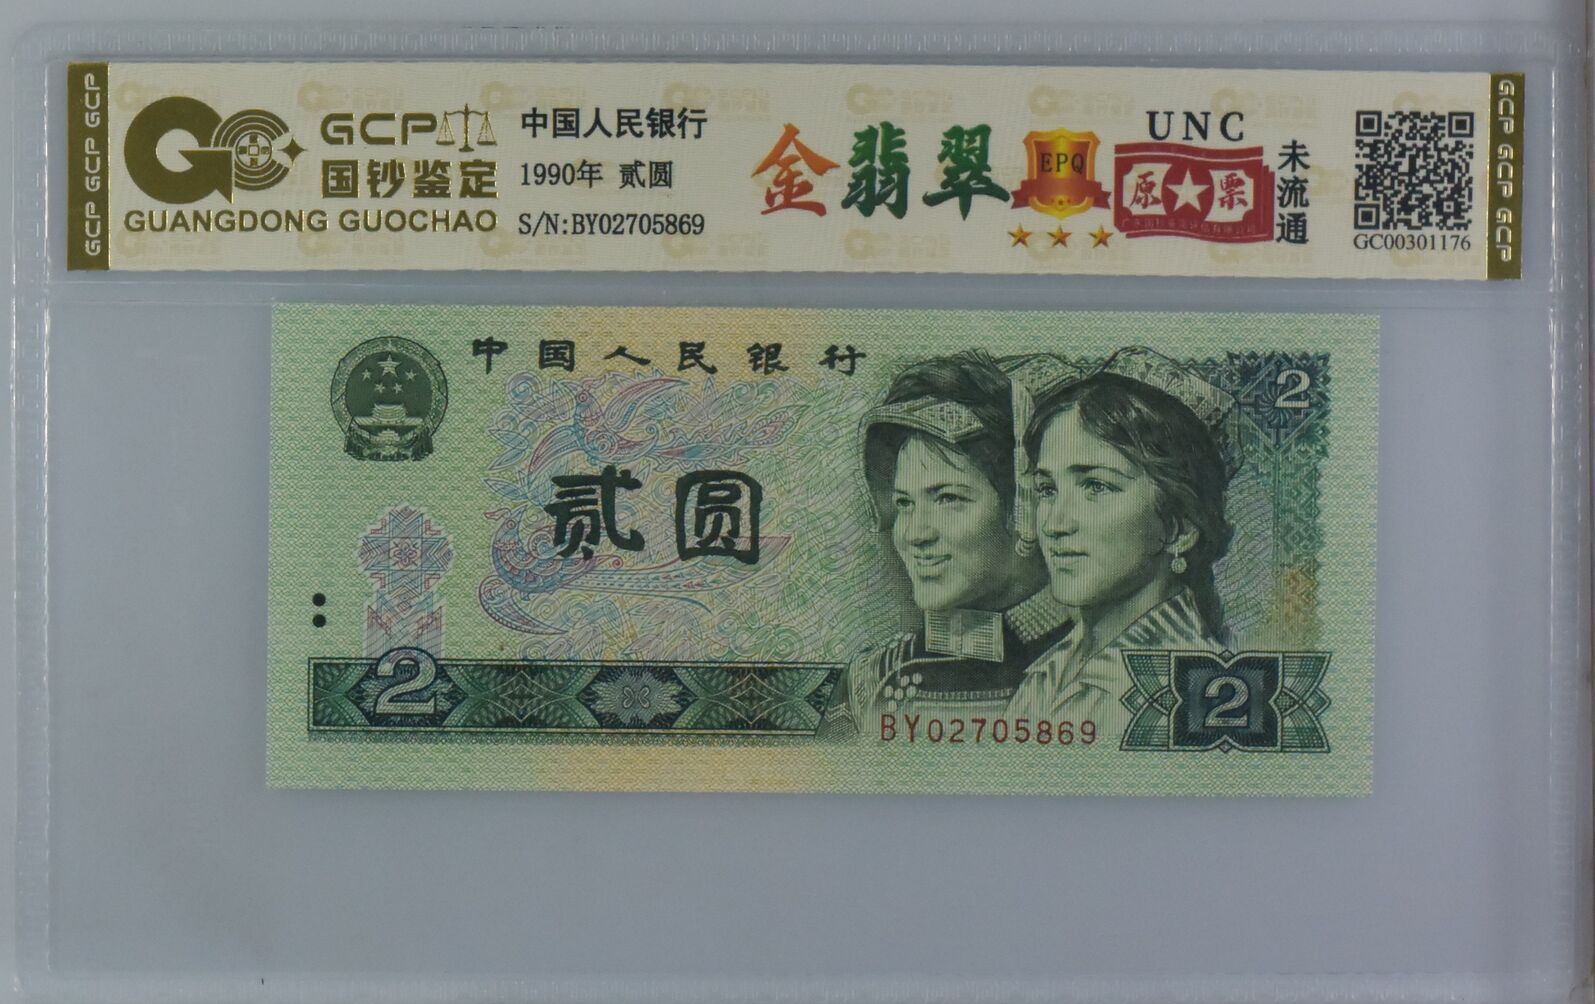 GCP GCP GCP
GCP
国钞鉴定
GUANGDONG GUOCHAO
中国人民银行
1990年 贰圆
S/N:BY02705869
金翡翠
EPQ
UNC
原票
未流通
GC00301176
GCP GCP GCP
中国人民银行
贰圆
2
2
2
BY02705869